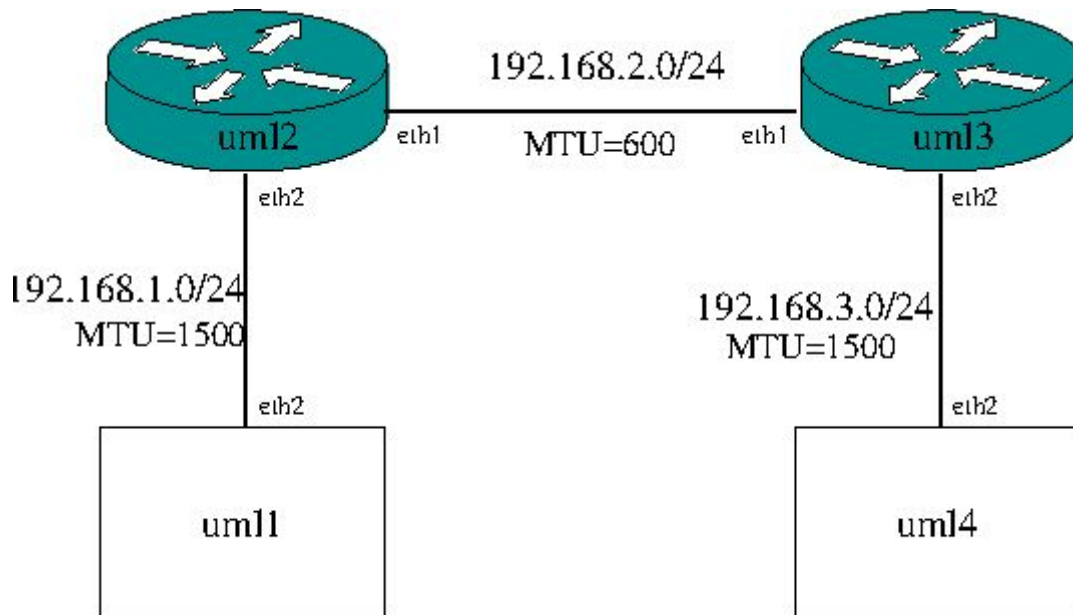 192.168.2.0/24
uml2
eth1
MTU=600
eth1
uml3
eth2
eth2
192.168.1.0/24
MTU=1500
192.168.3.0/24
MTU=1500
eth2
eth2
uml1
uml4